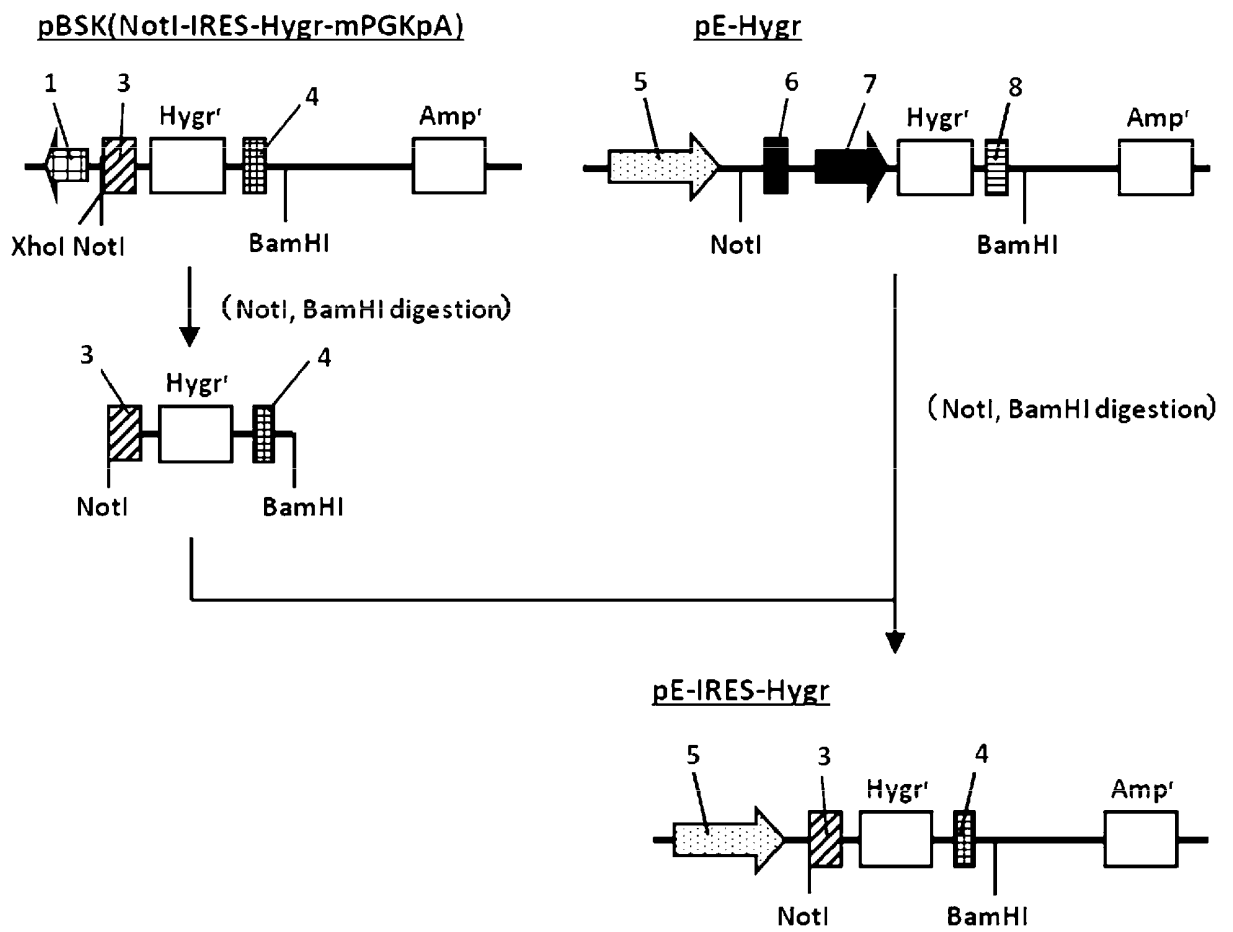 pBSK(NotI-IRES-Hygr-mPGKpA)
pE-Hygr
1 3 Hygrʳ 4 Ampʳ
5 6 7 Hygrʳ 8 Ampʳ
XhoI NotI BamHI
NotI BamHI
(NotI, BamHI digestion)
3 Hygrʳ 4
(NotI, BamHI digestion)
NotI BamHI
pE-IRES-Hygr
5 3 Hygrʳ 4 Ampʳ
NotI BamHI